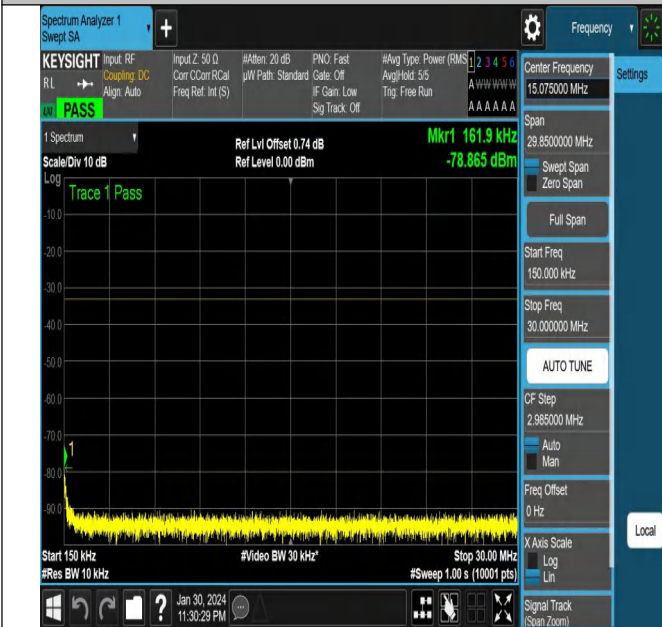 Spectrum Analyzer 1
Swept SA
+
Frequency
KEYSIGHT
RL
PASS
Input: RF
Coupling: DC
Align: Auto
Input Z: 50 Ω
Corr CCorr RCal
Freq Ref: Int (S)
#Atten: 20 dB
µW Path: Standard
PNO: Fast
Gate: Off
IF Gain: Low
Sig Track: Off
#Avg Type: Power (RMS
Avg|Hold: 5/5
Trig: Free Run
1 2 3 4 5 6
A W W W W W
A A A A A A
1 Spectrum
Scale/Div 10 dB
Ref Lvl Offset 0.74 dB
Ref Level 0.00 dBm
Mkr1 161.9 kHz
-78.865 dBm
Log
Trace 1 Pass
-10.0
-20.0
-30.0
-40.0
-50.0
-60.0
-70.0
1
-80.0
-90.0
Start 150 kHz
#Res BW 10 kHz
#Video BW 30 kHz*
Stop 30.00 MHz
#Sweep 1.00 s (10001 pts)
Center Frequency
15.075000 MHz
Settings
Span
29.8500000 MHz
Swept Span
Zero Span
Full Span
Start Freq
150.000 kHz
Stop Freq
30.000000 MHz
AUTO TUNE
CF Step
2.985000 MHz
Auto
Man
Freq Offset
0 Hz
Local
X Axis Scale
Log
Lin
Signal Track
(Span Zoom)
?
Jan 30, 2024
11:30:29 PM